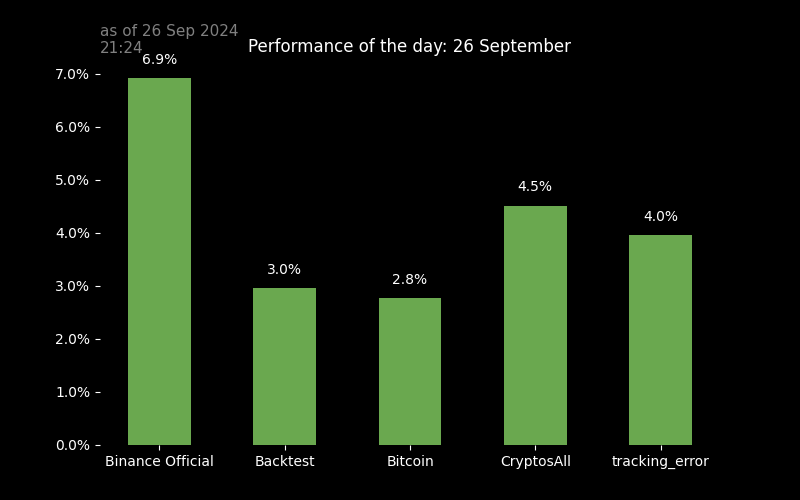 as of 26 Sep 2024
21:24
Performance of the day: 26 September
7.0%
6.0%
5.0%
4.0%
3.0%
2.0%
1.0%
0.0%
6.9%
3.0%
2.8%
4.5%
4.0%
Binance Official
Backtest
Bitcoin
CryptosAll
tracking_error